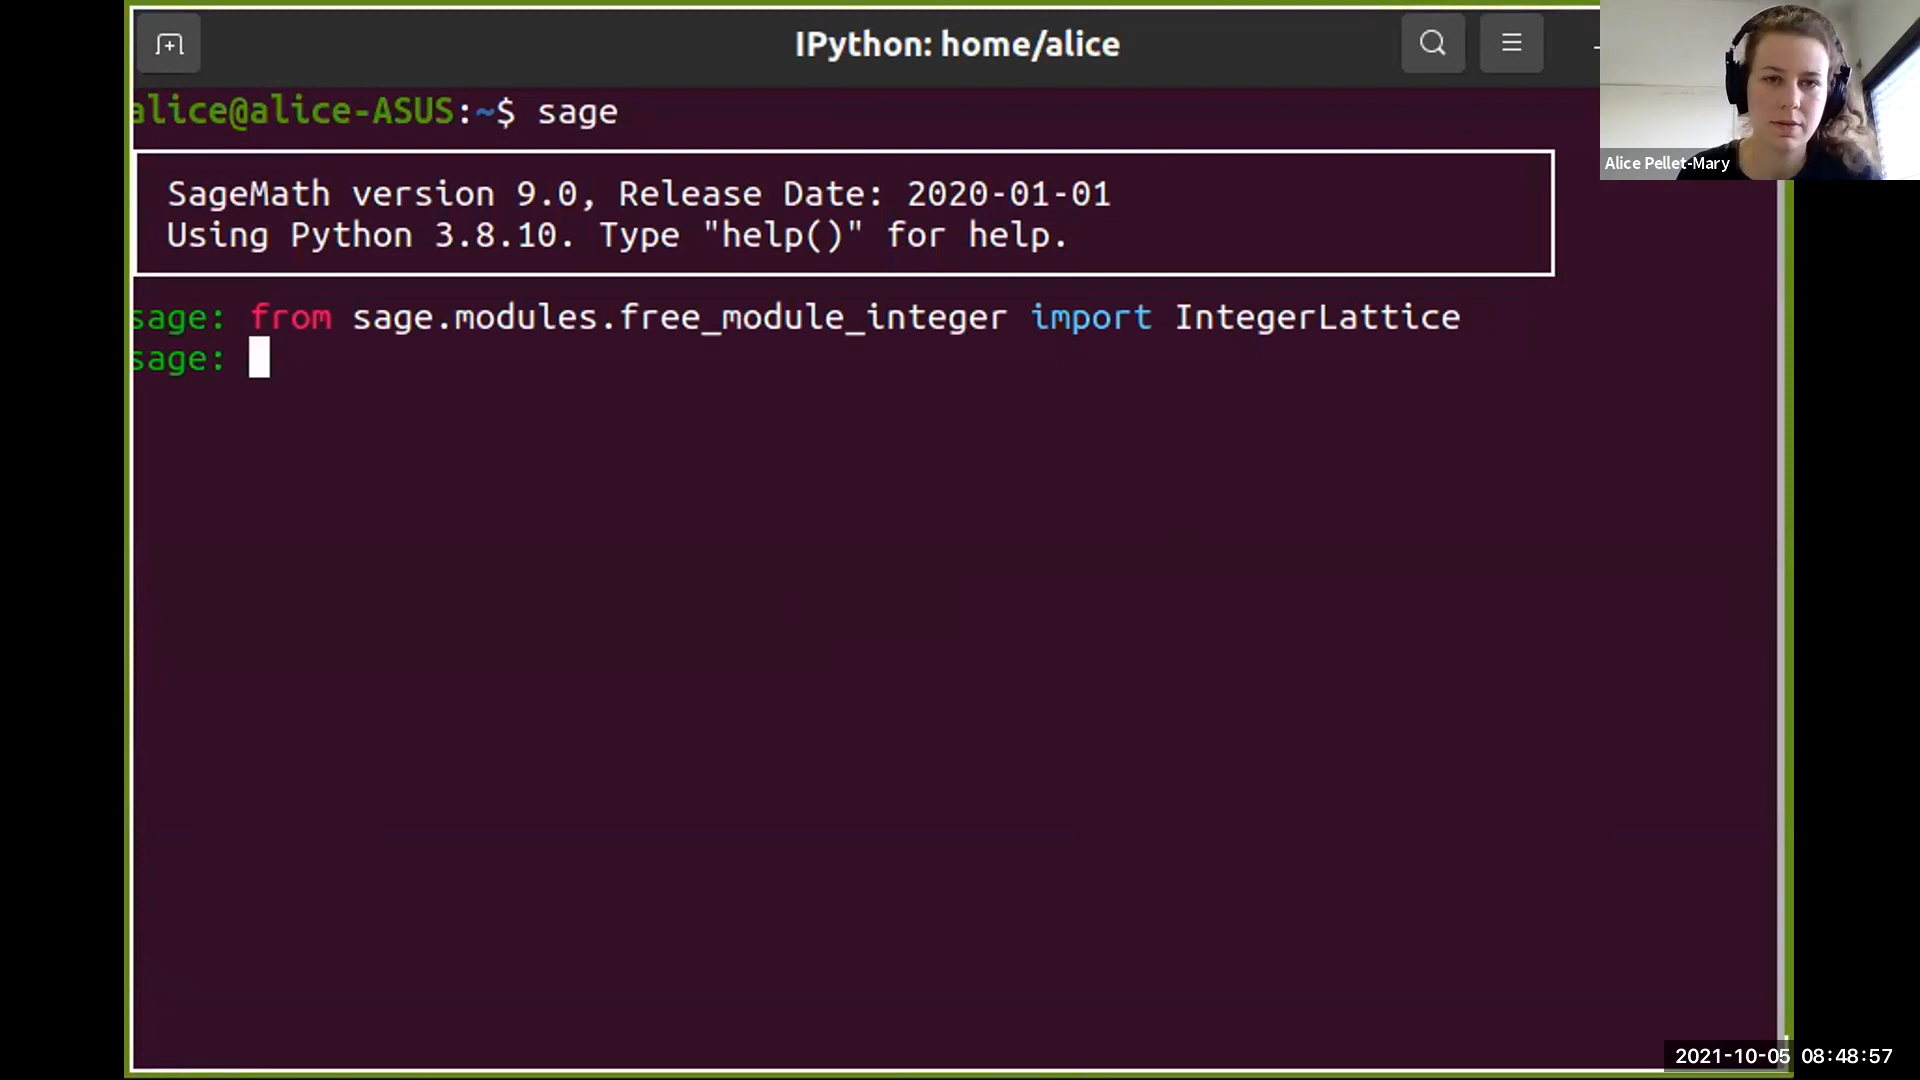 IPython: home/alice
alice@alice-ASUS:~$ sage
SageMath version 9.0, Release Date: 2020-01-01
Using Python 3.8.10. Type "help()" for help.
sage: from sage.modules.free_module_integer import IntegerLattice
sage:
Alice Pellet-Mary
2021-10-05 08:48:57